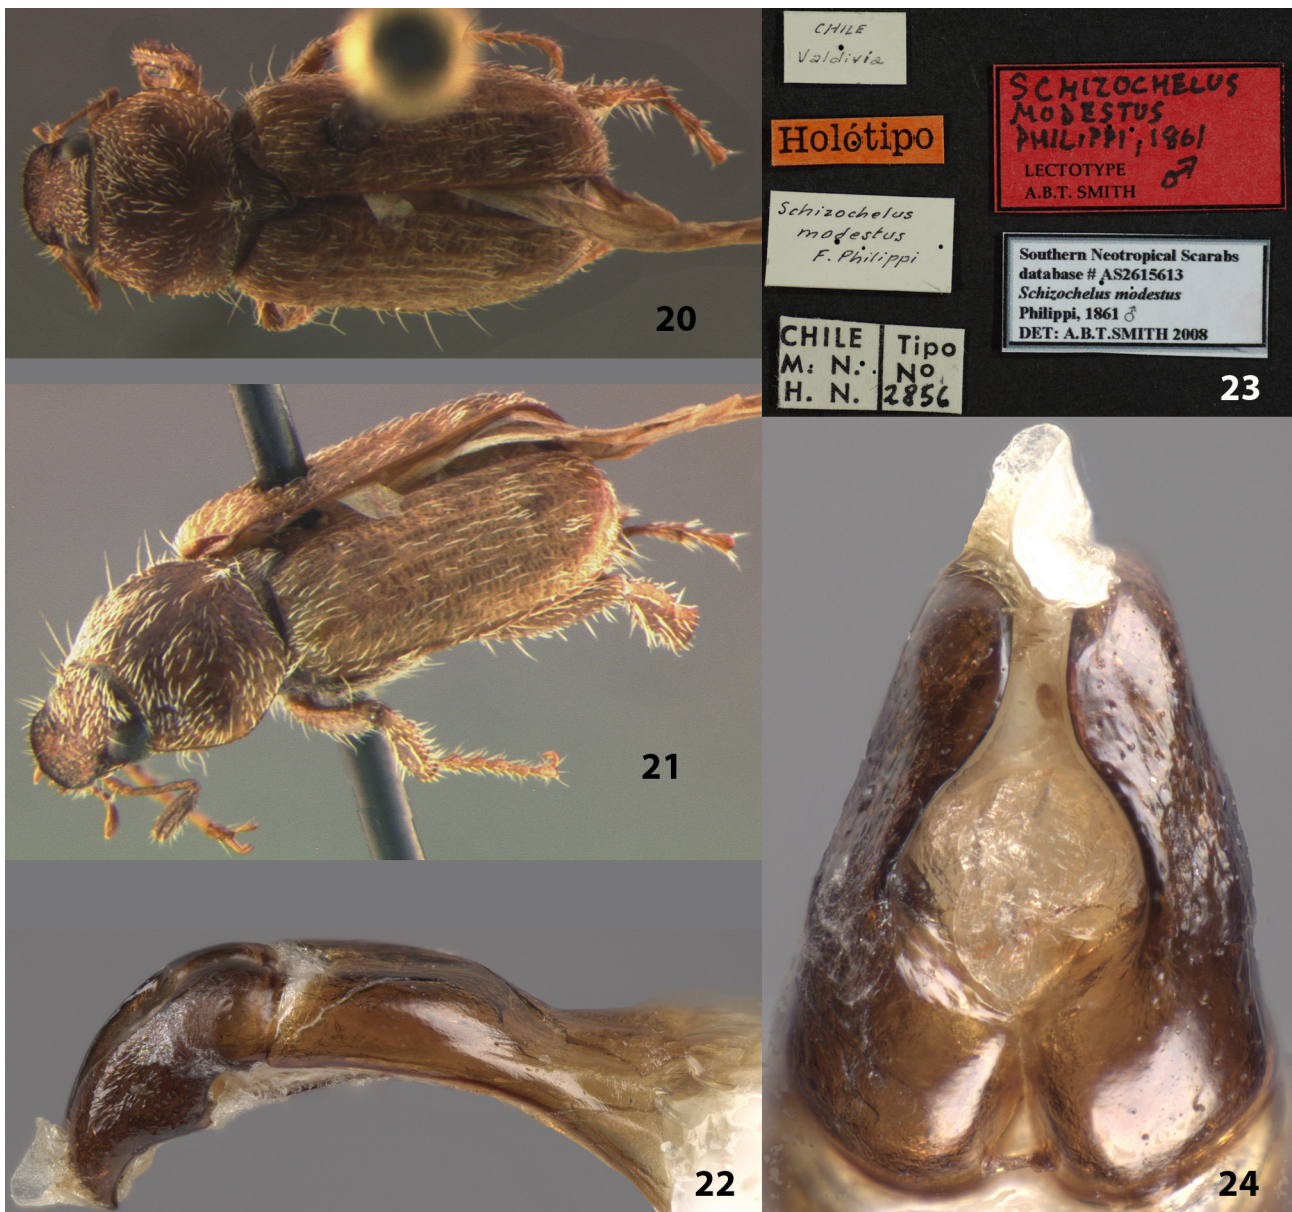 20
CHILE
Valdivia
Holótipo
Schizochelus
modestus
F. Philippi
CHILE
M. N.
H. N.
Tipo
Nº
2856
SCHIZOCHELUS
MODESTUS
PHILIPPI, 1861
LECTOTYPE ♂
A.B.T. SMITH
Southern Neotropical Scarabs
database # AS2615613
Schizochelus modestus
Philippi, 1861 ♂
DET: A.B.T.SMITH 2008
23
21
22
24